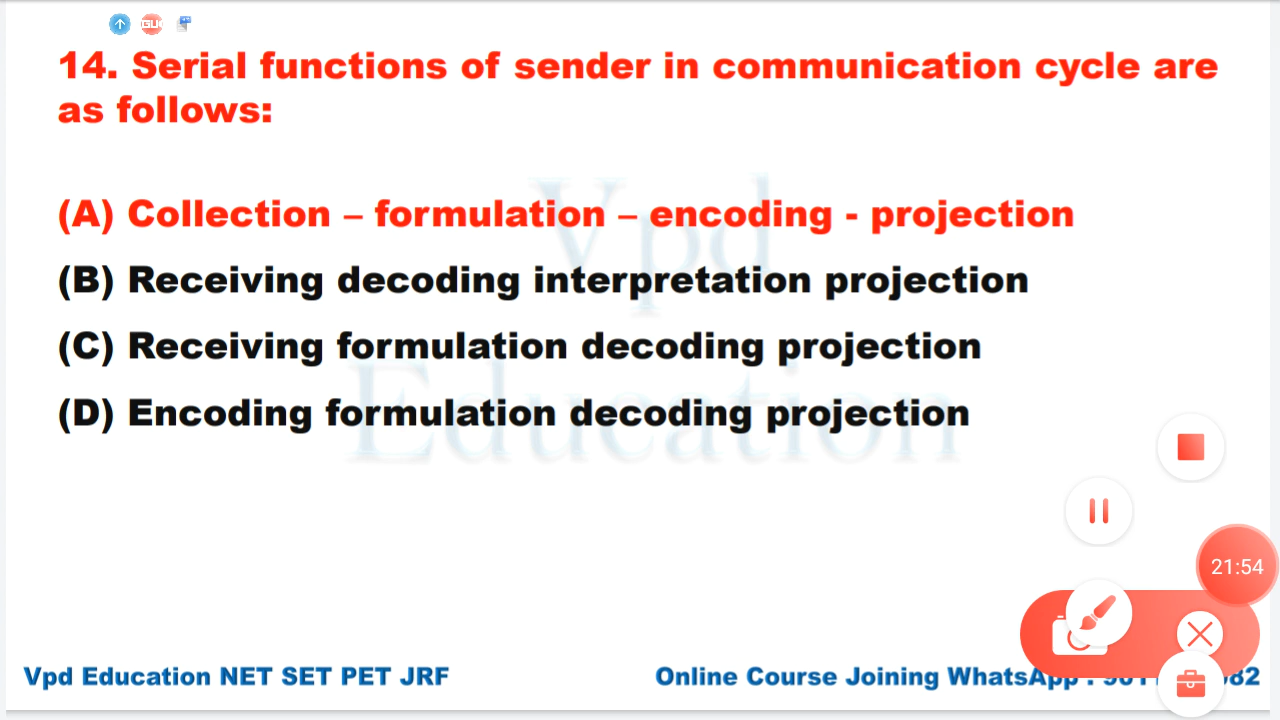 14. Serial functions of sender in communication cycle are
as follows:
(A) Collection – formulation – encoding - projection
(B) Receiving decoding interpretation projection
(C) Receiving formulation decoding projection
(D) Encoding formulation decoding projection
Vpd
Education
21:54
Vpd Education NET SET PET JRF
Online Course Joining WhatsApp :